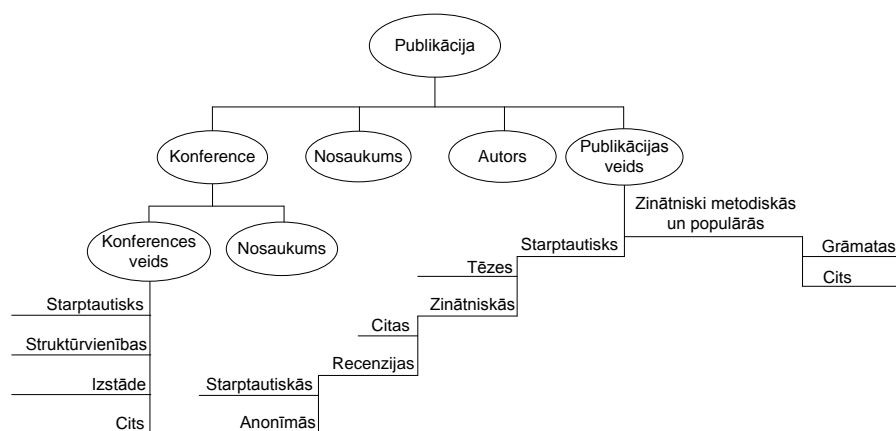 Publikācija
Konference
Nosaukums
Autors
Publikācijas
veids
Konferences
veids
Nosaukums
Zinātniski metodiskās
un populārās
Starptautisks
Grāmatas
Tēzes
Cits
Zinātniskās
Starptautisks
Citas
Struktūrvienības
Recenzijas
Izstāde
Starptautiskās
Cits
Anonīmās